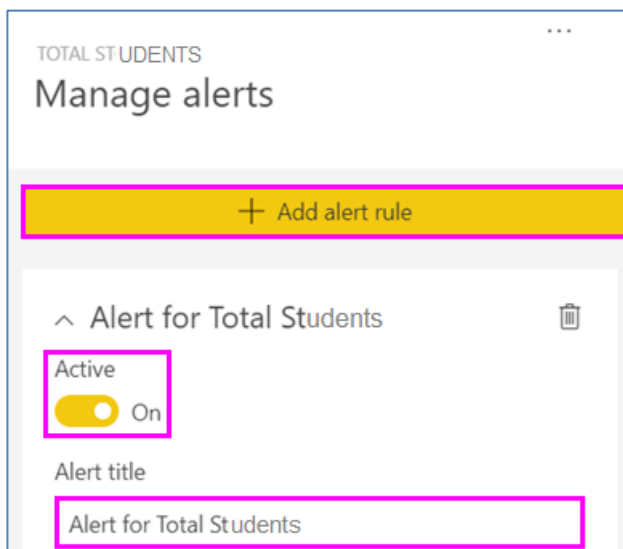 TOTAL STUDENTS
Manage alerts
+ Add alert rule
Alert for Total Students
Active
On
Alert title
Alert for Total Students